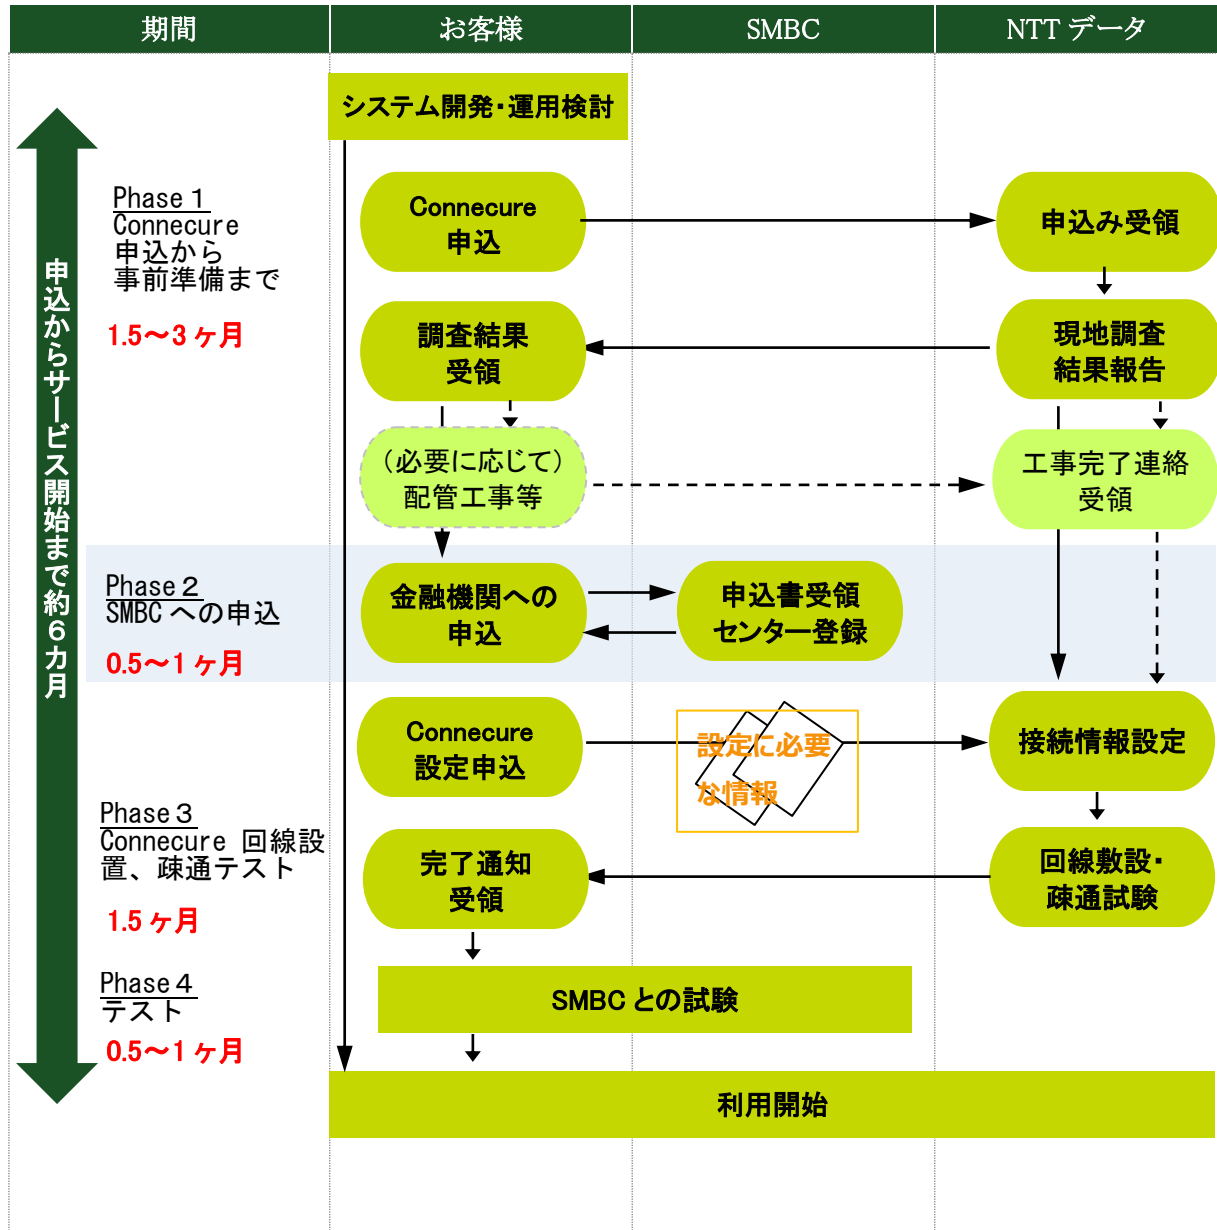 期間
お客様
SMBC
NTT データ
システム開発・運用検討
申込からサービス開始まで約6カ月
Phase 1
Connecure
申込から
事前準備まで
1.5～3 ヶ月
Connecure
申込
申込み受領
調査結果
受領
現地調査
結果報告
（必要に応じて）
配管工事等
工事完了連絡
受領
Phase 2
SMBC への申込
0.5～1 ヶ月
金融機関への
申込
申込書受領
センター登録
Connecure
設定申込
設定に必要
な情報
接続情報設定
Phase 3
Connecure 回線設
置、疎通テスト
1.5 ヶ月
完了通知
受領
回線敷設・
疎通試験
Phase 4
テスト
0.5～1 ヶ月
SMBC との試験
利用開始